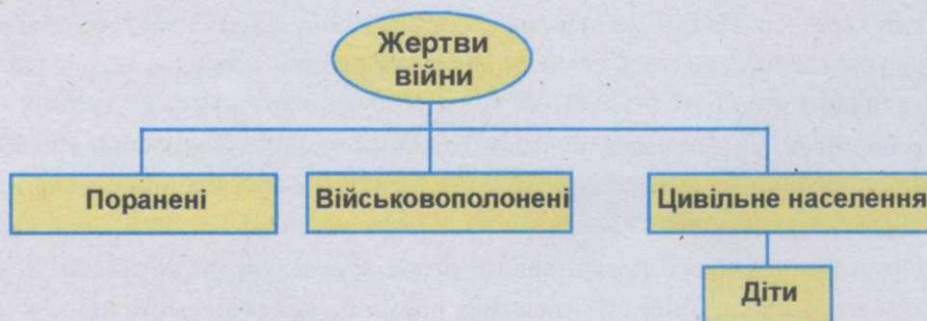 Жертви
війни
Поранені
Військовополонені
Цивільне населення
Діти